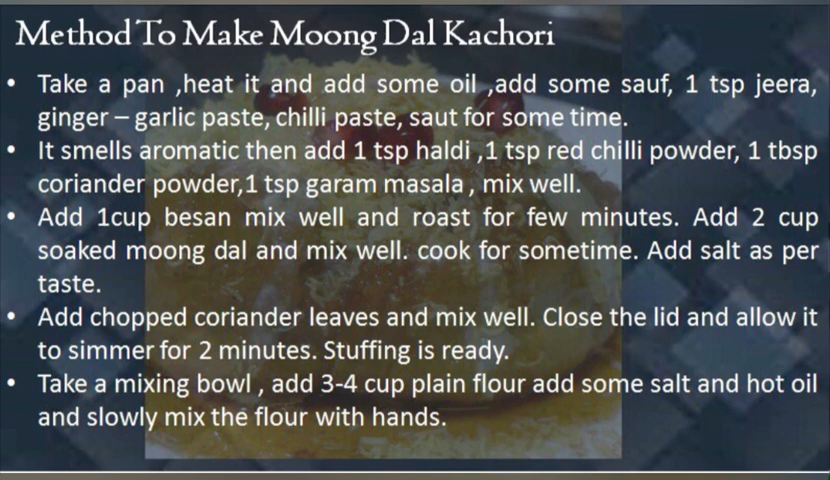 Method To Make Moong Dal Kachori
• Take a pan ,heat it and add some oil ,add some sauf, 1 tsp jeera,
ginger – garlic paste, chilli paste, saut for some time.
• It smells aromatic then add 1 tsp haldi ,1 tsp red chilli powder, 1 tbsp
coriander powder,1 tsp garam masala , mix well.
• Add 1cup besan mix well and roast for few minutes. Add 2 cup
soaked moong dal and mix well. cook for sometime. Add salt as per
taste.
• Add chopped coriander leaves and mix well. Close the lid and allow it
to simmer for 2 minutes. Stuffing is ready.
• Take a mixing bowl , add 3-4 cup plain flour add some salt and hot oil
and slowly mix the flour with hands.